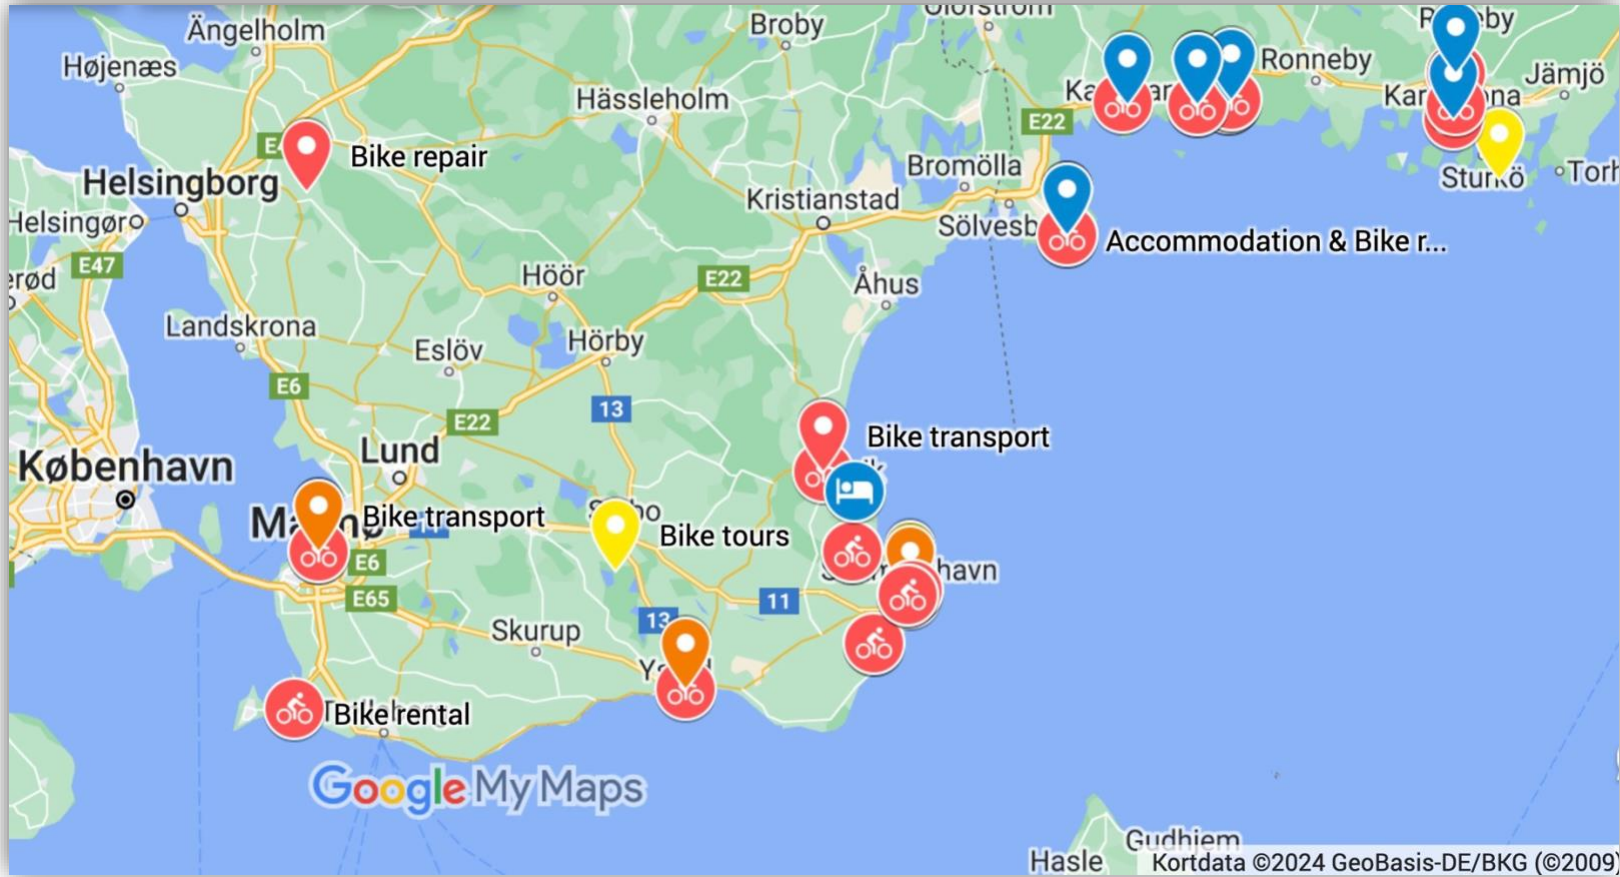 Ängelholm
Broby
Højenæs
Hässleholm
Ronneby
Jämjö
E22
Bike repair
Helsingborg
Helsingør
Kristianstad
Bromölla
Sturkö
E47
Höör
E22
Åhus
Accommodation & Bike r...
Landskrona
Eslöv
Hörby
E6
13
E22
Lund
København
Bike transport
Bike transport
Bike tours
E6
E65
11
13
Skurup
Bike rental
Google My Maps
Gudhjem
Hasle
Kortdata ©2024 GeoBasis-DE/BKG (©2009)